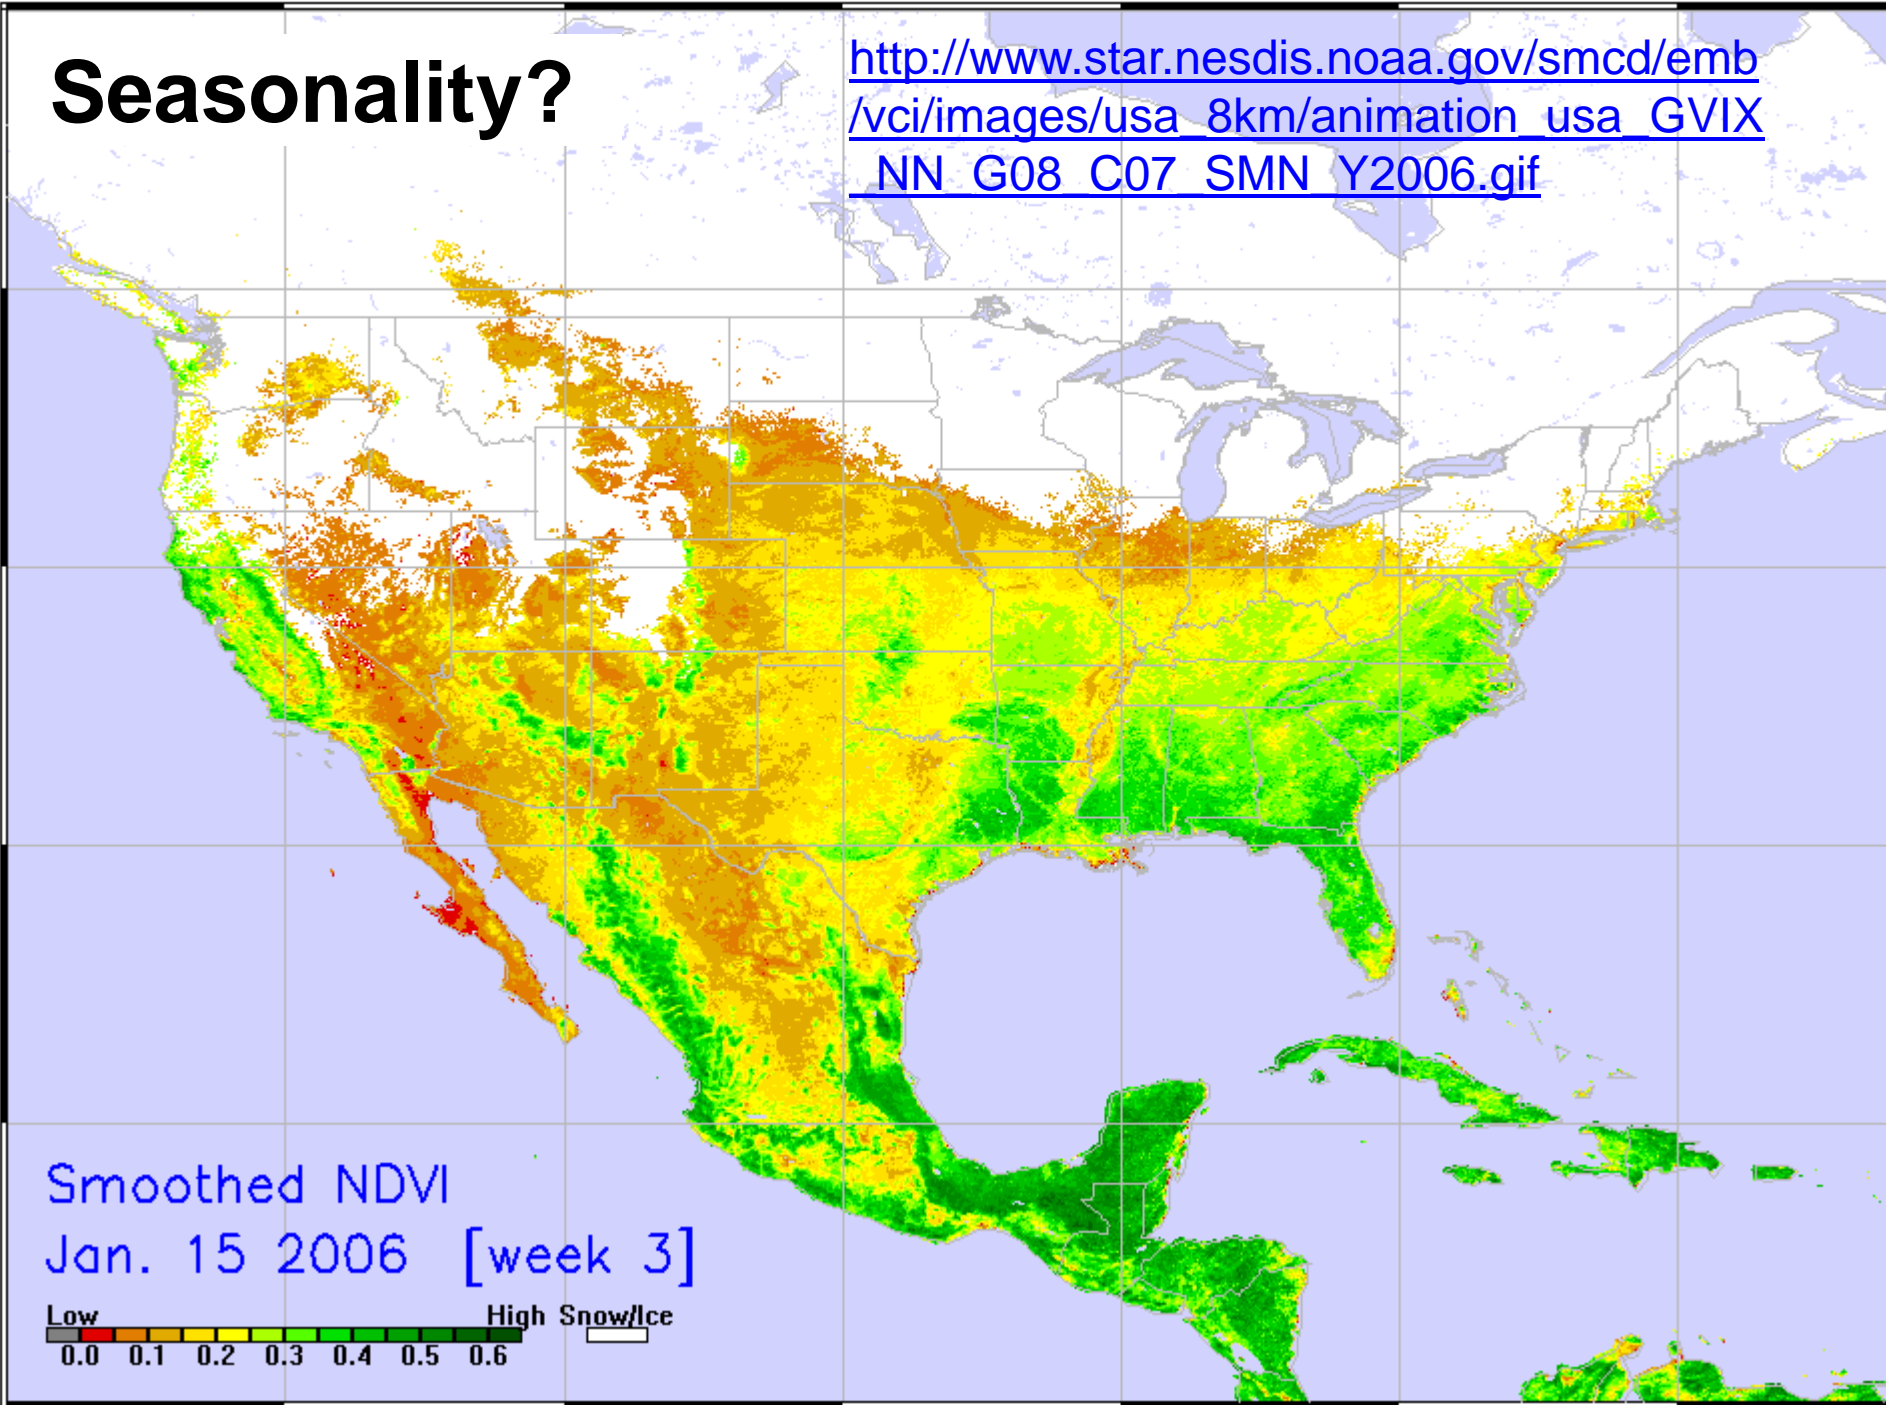 Seasonality?
http://www.star.nesdis.noaa.gov/smcd/emb
/vci/images/usa_8km/animation_usa_GVIX
_NN_G08_C07_SMN_Y2006.gif
Smoothed NDVI
Jan. 15 2006 [week 3]
Low High Snow/Ice
0.0 0.1 0.2 0.3 0.4 0.5 0.6